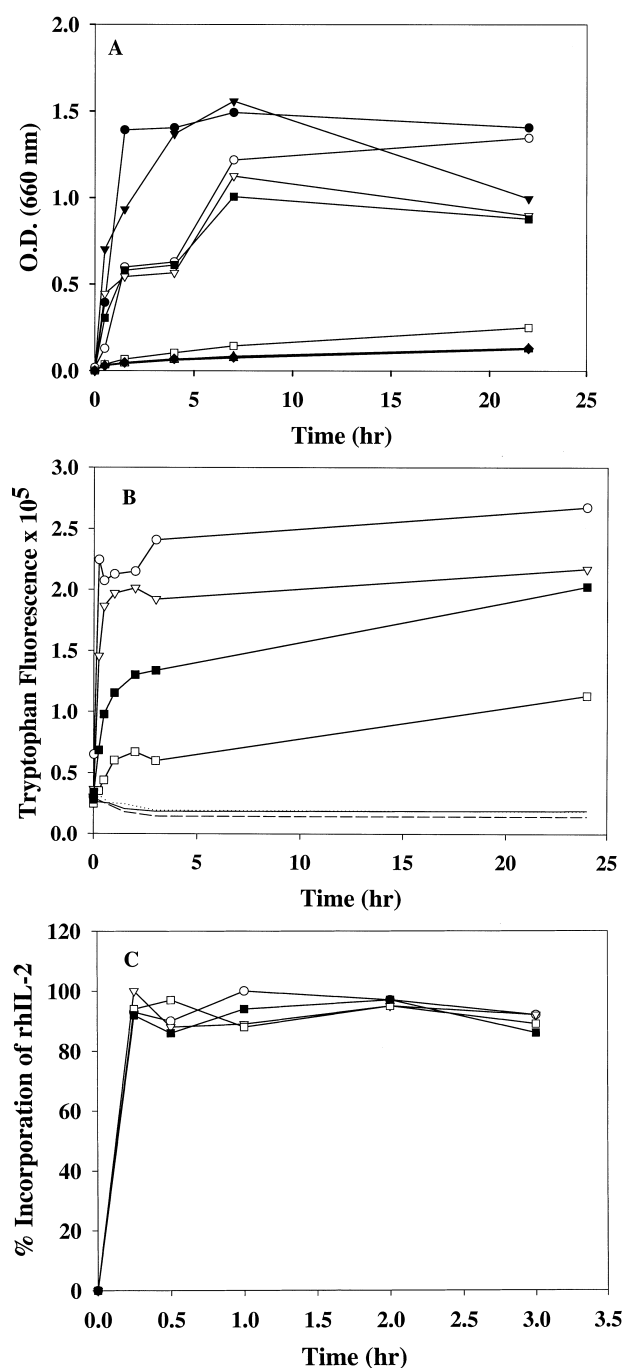 A
2.0
1.5
1.0
0.5
0.0
O.D. (660 nm)
0 5 10 15 20 25
Time (hr)
B
3.0
2.5
2.0
1.5
1.0
0.5
0.0
Tryptophan Fluorescence x 10⁵
0 5 10 15 20 25
Time (hr)
C
120
100
80
60
40
20
0
% Incorporation of rhIL-2
0.0 0.5 1.0 1.5 2.0 2.5 3.0 3.5
Time (hr)